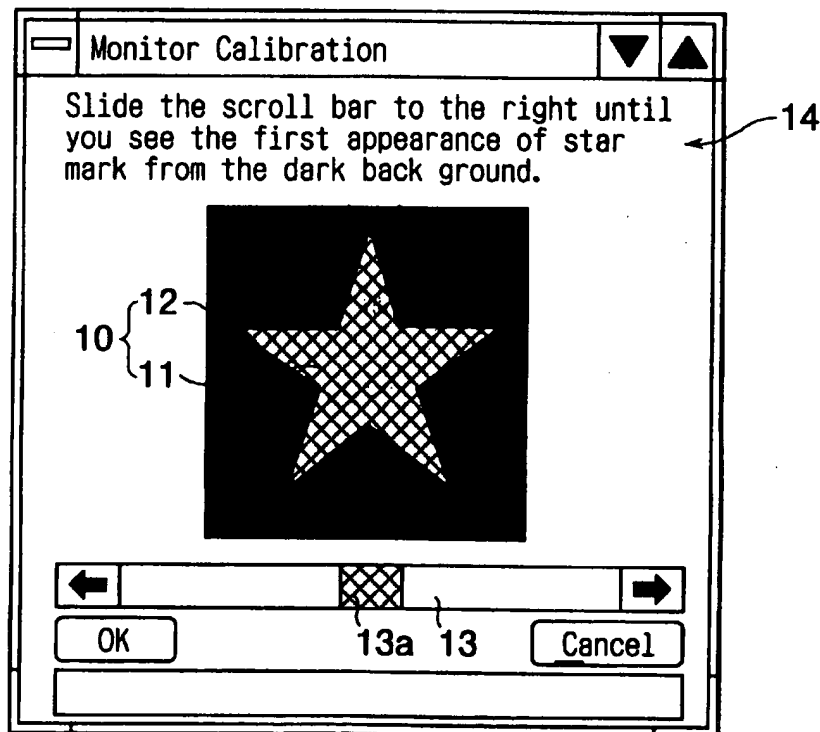 Monitor Calibration
Slide the scroll bar to the right until
you see the first appearance of star
mark from the dark back ground.
14
12
10
11
13a
13
OK
Cancel